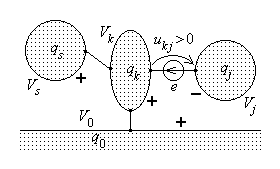 V_k
u_kj>0
q_s
q_k
q_j
V_s
+
e
+
−
V_j
V_0
+
q_0